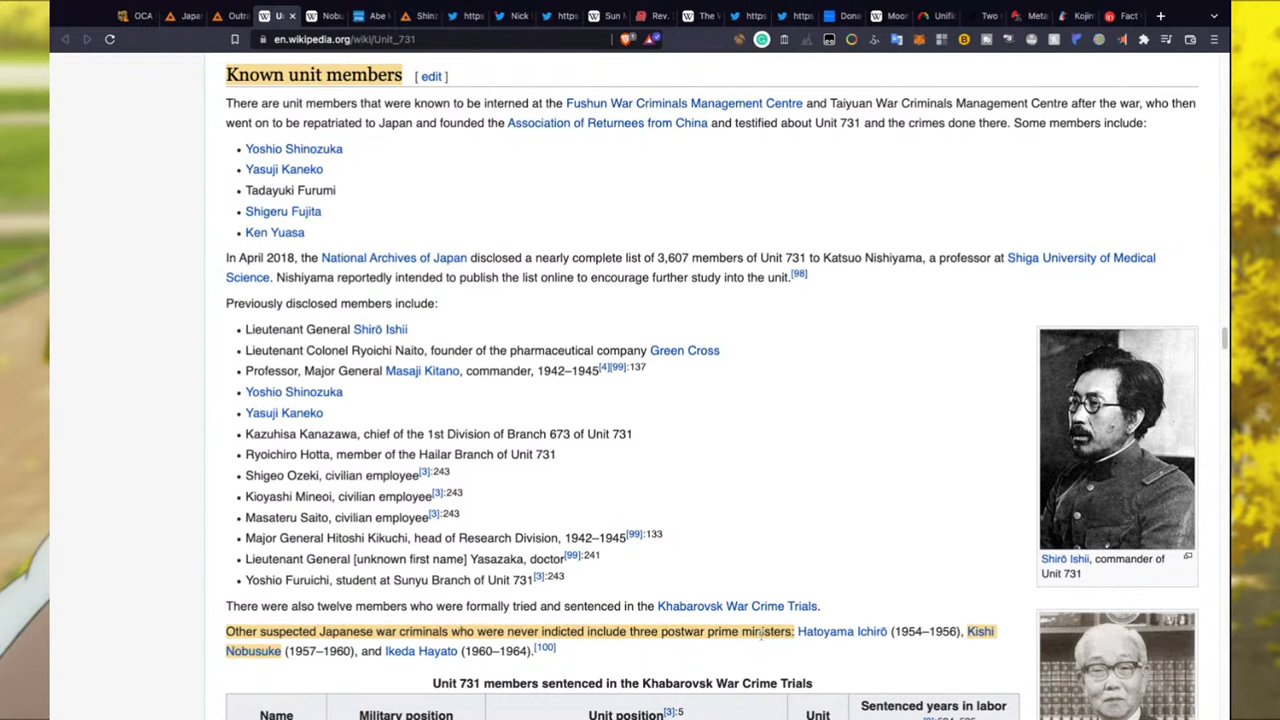 OCA
Japa
Outra
U
Nobu
Abe I
Shinz
https
Nick
https
Sun M
Rev.
The V
https
https
Dona
Moor
Unific
Two
Meta
Kojin
Fact
en.wikipedia.org/wiki/Unit_731
Known unit members [ edit ]
There are unit members that were known to be interned at the Fushun War Criminals Management Centre and Taiyuan War Criminals Management Centre after the war, who then
went on to be repatriated to Japan and founded the Association of Returnees from China and testified about Unit 731 and the crimes done there. Some members include:
• Yoshio Shinozuka
• Yasuji Kaneko
• Tadayuki Furumi
• Shigeru Fujita
• Ken Yuasa
In April 2018, the National Archives of Japan disclosed a nearly complete list of 3,607 members of Unit 731 to Katsuo Nishiyama, a professor at Shiga University of Medical
Science. Nishiyama reportedly intended to publish the list online to encourage further study into the unit.[98]
Previously disclosed members include:
• Lieutenant General Shirō Ishii
• Lieutenant Colonel Ryoichi Naito, founder of the pharmaceutical company Green Cross
• Professor, Major General Masaji Kitano, commander, 1942–1945[4][99]:137
• Yoshio Shinozuka
• Yasuji Kaneko
• Kazuhisa Kanazawa, chief of the 1st Division of Branch 673 of Unit 731
• Ryoichiro Hotta, member of the Hailar Branch of Unit 731
• Shigeo Ozeki, civilian employee[3]:243
• Kioyashi Mineoi, civilian employee[3]:243
• Masateru Saito, civilian employee[3]:243
• Major General Hitoshi Kikuchi, head of Research Division, 1942–1945[99]:133
• Lieutenant General [unknown first name] Yasazaka, doctor[99]:241
• Yoshio Furuichi, student at Sunyu Branch of Unit 731[3]:243
Shirō Ishii, commander of
Unit 731
There were also twelve members who were formally tried and sentenced in the Khabarovsk War Crime Trials.
Other suspected Japanese war criminals who were never indicted include three postwar prime ministers: Hatoyama Ichirō (1954–1956), Kishi
Nobusuke (1957–1960), and Ikeda Hayato (1960–1964).[100]
Unit 731 members sentenced in the Khabarovsk War Crime Trials
Name
Military position
Unit position[3]:5
Unit
Sentenced years in labor